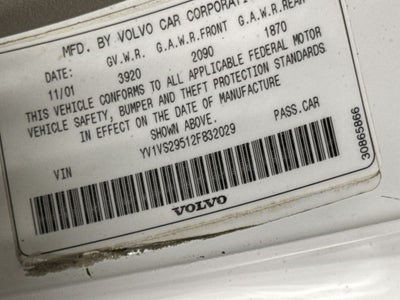 MFD. BY VOLVO CAR CORPORATION
DATE: G.V.W.R. G.A.W.R.FRONT G.A.W.R.REAR
11/01 3920 2090 1870
THIS VEHICLE CONFORMS TO ALL APPLICABLE FEDERAL MOTOR
VEHICLE SAFETY, BUMPER AND THEFT PROTECTION STANDARDS
IN EFFECT ON THE DATE OF MANUFACTURE
SHOWN ABOVE.
VIN YV1VS29512F832029 PASS.CAR
VOLVO
30865866